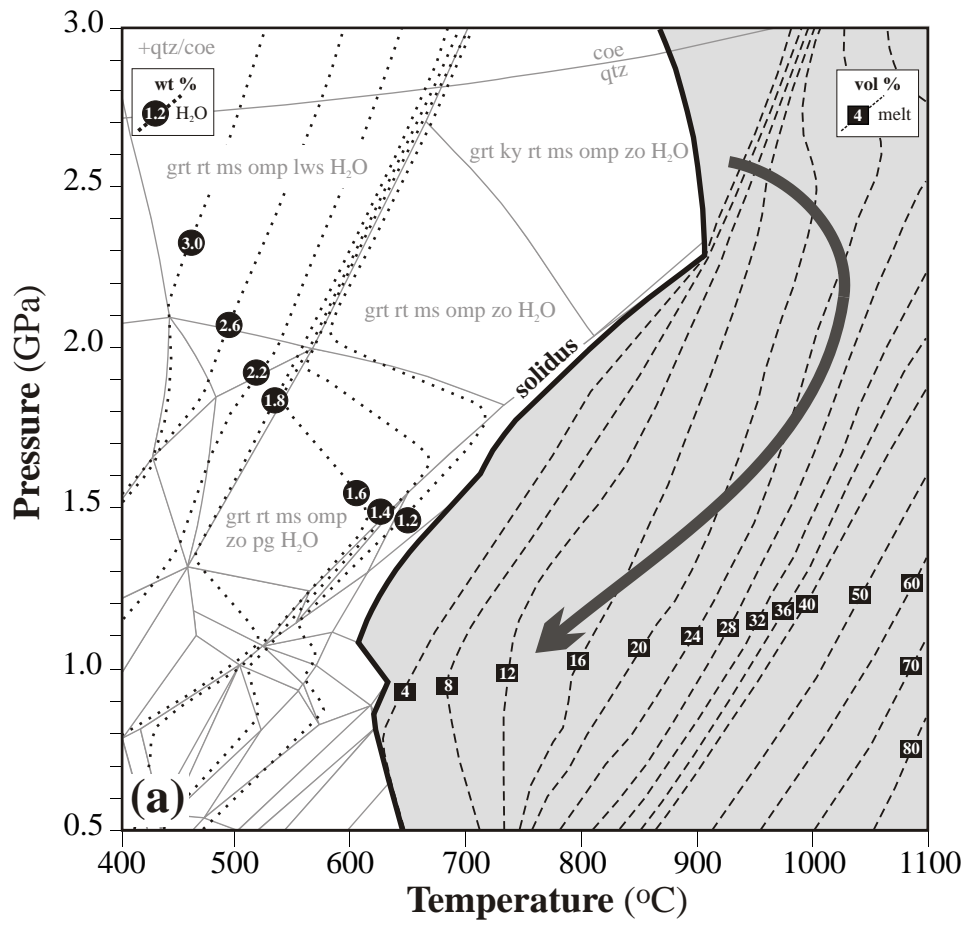 3.0
2.5
2.0
1.5
1.0
0.5
Pressure (GPa)
+qtz/coe
wt %
1.2 H₂O
coe
qtz
vol %
4 melt
grt rt ms omp lws H₂O
grt ky rt ms omp zo H₂O
3.0
2.6
2.2
1.8
grt rt ms omp zo H₂O
solidus
1.6
1.4
1.2
grt rt ms omp
zo pg H₂O
4
8
12
16
20
24
28
32
36
40
50
60
70
80
(a)
400
500
600
700
800
900
1000
1100
Temperature (ºC)